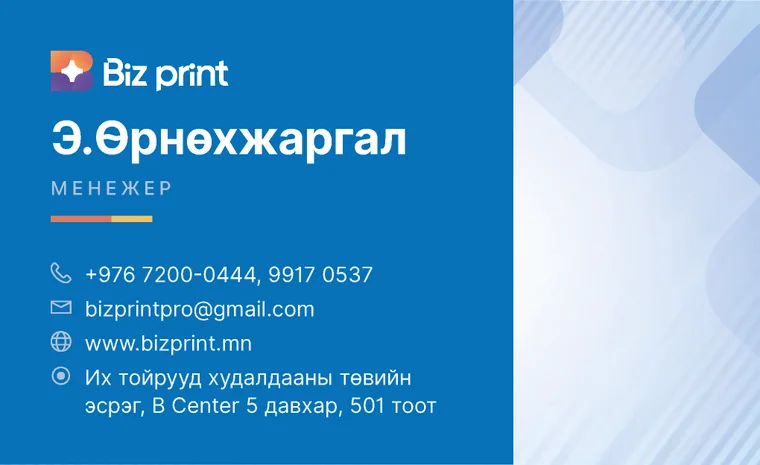 Biz print
Э.Өрнөхжаргал
МЕНЕЖЕР
+976 7200-0444, 9917 0537
bizprintpro@gmail.com
www.bizprint.mn
Их тойрууд худалдааны төвийн
эсрэг, B Center 5 давхар, 501 тоот